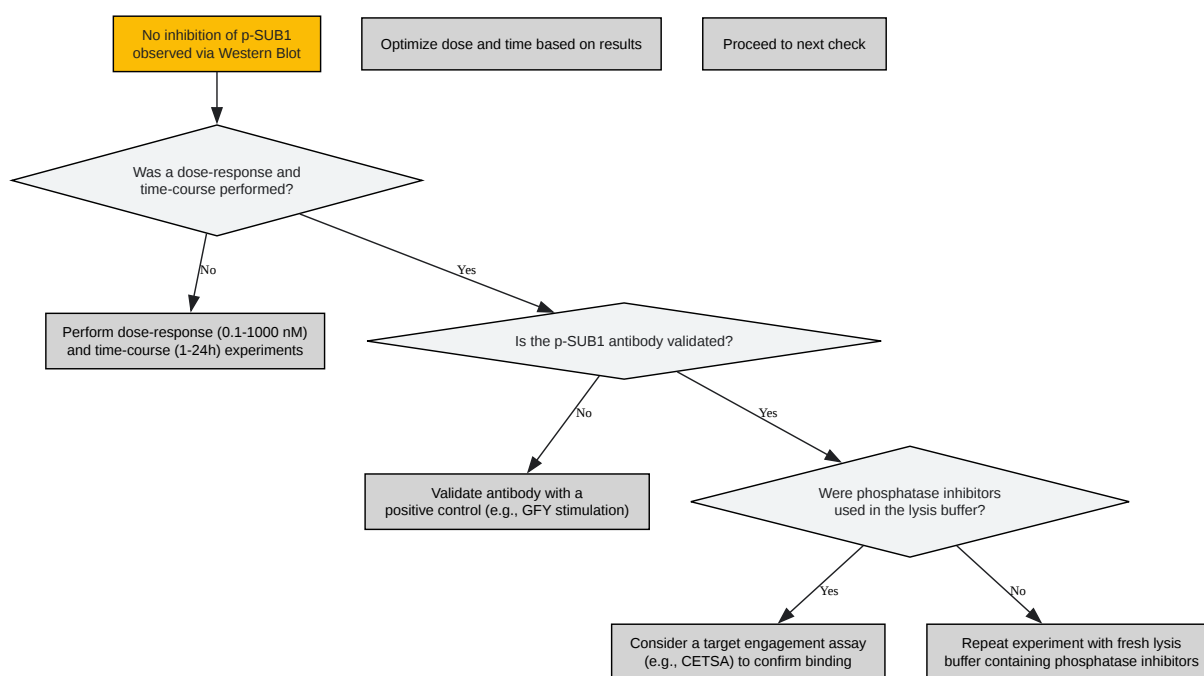 No inhibition of p-SUB1
observed via Western Blot
Optimize dose and time based on results
Proceed to next check
Was a dose-response and
time-course performed?
No
Yes
Perform dose-response (0.1-1000 nM)
and time-course (1-24h) experiments
Is the p-SUB1 antibody validated?
No
Yes
Validate antibody with a
positive control (e.g., GFY stimulation)
Were phosphatase inhibitors
used in the lysis buffer?
Yes
No
Consider a target engagement assay
(e.g., CETSA) to confirm binding
Repeat experiment with fresh lysis
buffer containing phosphatase inhibitors